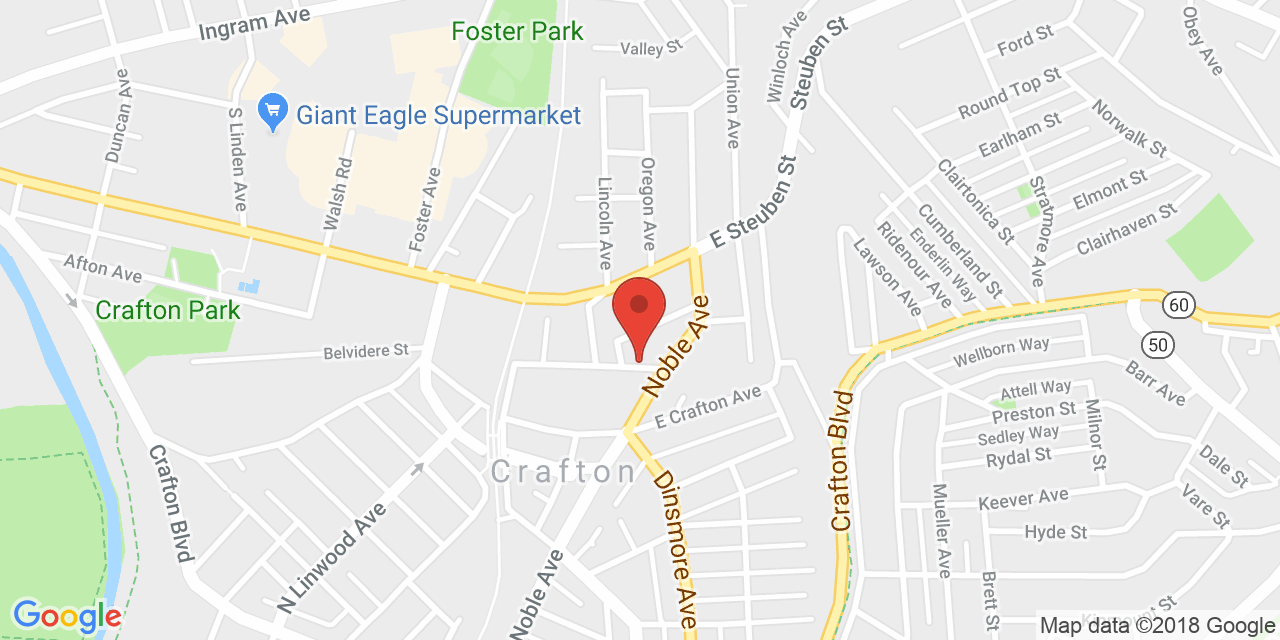 Ingram Ave
Foster Park
Valley St
Winloch Ave
Steuben St
Ford St
Obey Ave
Duncan Ave
S Linden Ave
Giant Eagle Supermarket
Union Ave
Round Top St
Norwalk St
Earlham St
Walsh Rd
Foster Ave
Lincoln Ave
Oregon Ave
E Steuben St
Clairtonica St
Stratmore Ave
Elmont St
Clairhaven St
Cumberland St
Enderlin Way
Ridenour Ave
Lawson Ave
Afton Ave
Crafton Park
60
50
Belvidere St
Noble Ave
Wellborn Way
Barr Ave
E Crafton Ave
Attell Way
Preston St
Milnor St
Sedley Way
Rydal St
Crafton Blvd
Crafton
Dale St
Vare St
Crafton Blvd
N Linwood Ave
Dinsmore Ave
Mueller Ave
Keever Ave
Hyde St
Noble Ave
Brett St
Google
Map data ©2018 Google